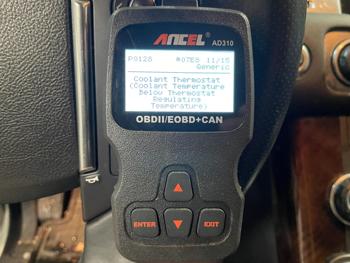 ANCEL AD310
P0128 $07E8 11/15
Generic
Coolant Thermostat
(Coolant Temperature
Below Thermostat
Regulating
Temperature)
OBDII/EOBD+CAN
ENTER
EXIT